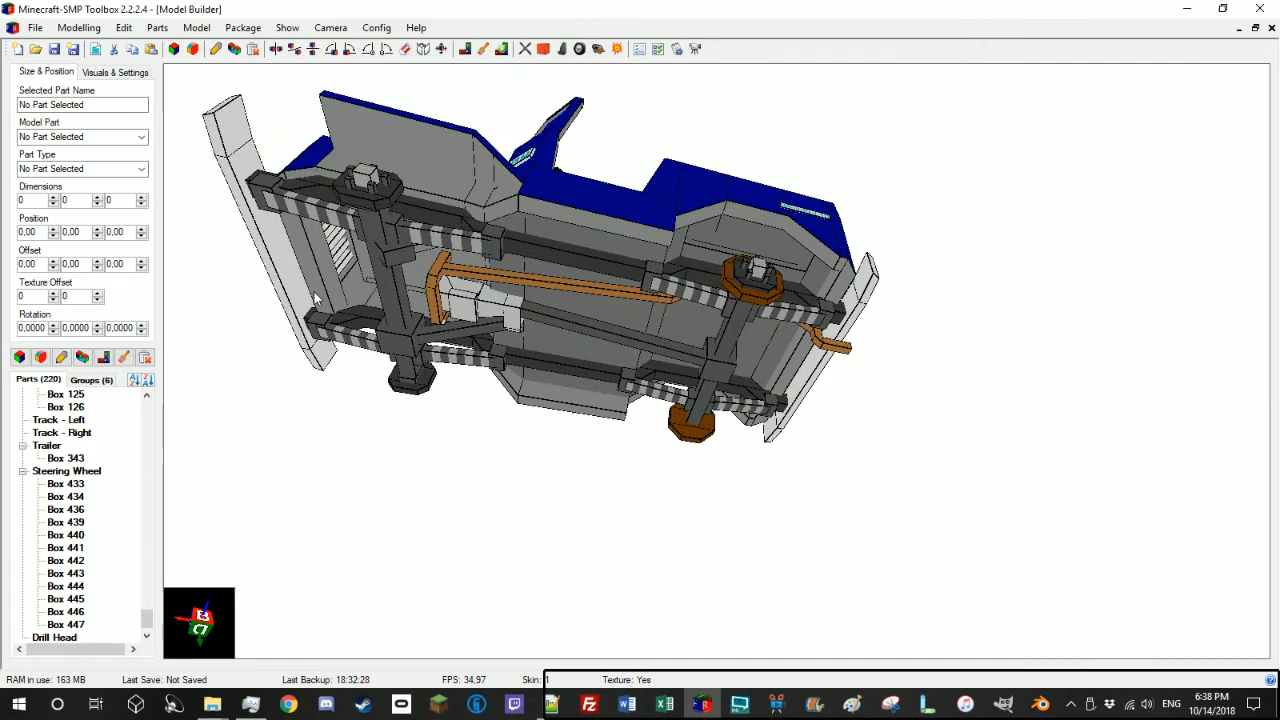 Minecraft-SMP Toolbox 2.2.2.4 - [Model Builder]
File Modelling Edit Parts Model Package Show Camera Config Help
Size & Position Visuals & Settings
Selected Part Name
No Part Selected
Model Part
No Part Selected
Part Type
No Part Selected
Dimensions
0 0 0
Position
0,00 0,00 0,00
Offset
0,00 0,00 0,00
Texture Offset
0 0
Rotation
0,0000 0,0000 0,0000
Parts (220) Groups (6)
Box 125
Box 126
Track - Left
Track - Right
Trailer
Box 343
Steering Wheel
Box 433
Box 434
Box 436
Box 439
Box 440
Box 441
Box 442
Box 443
Box 444
Box 445
Box 446
Box 447
Drill Head
RAM in use: 163 MB Last Save: Not Saved Last Backup: 18:32:28 FPS: 34,97 Skin: 1 Texture: Yes
ENG 6:38 PM
10/14/2018